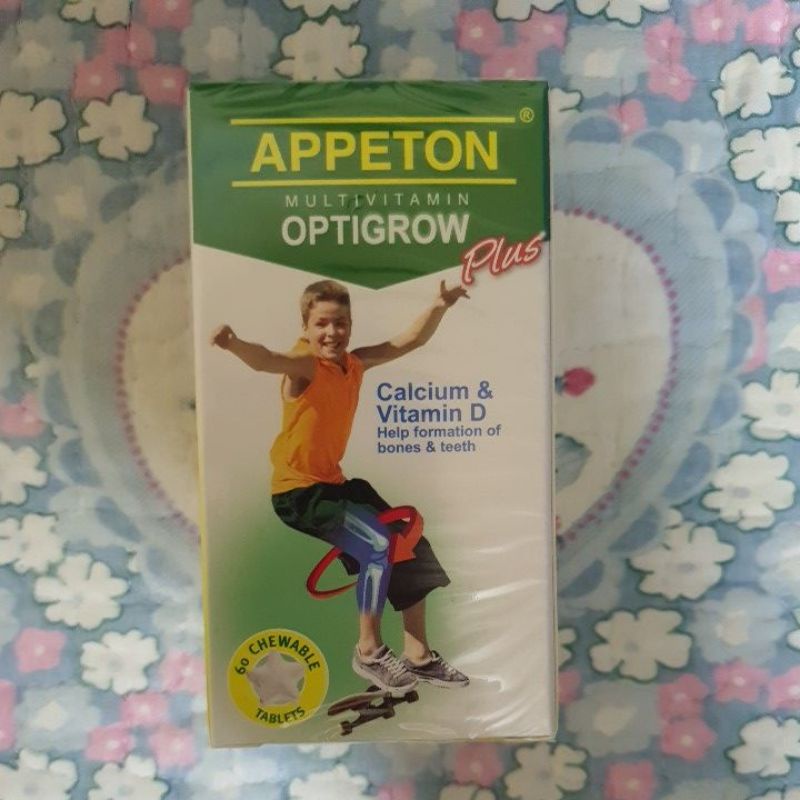 APPETON®
MULTIVITAMIN
OPTIGROW
Plus
Calcium &
Vitamin D
Help formation of
bones & teeth
60 CHEWABLE
TABLETS